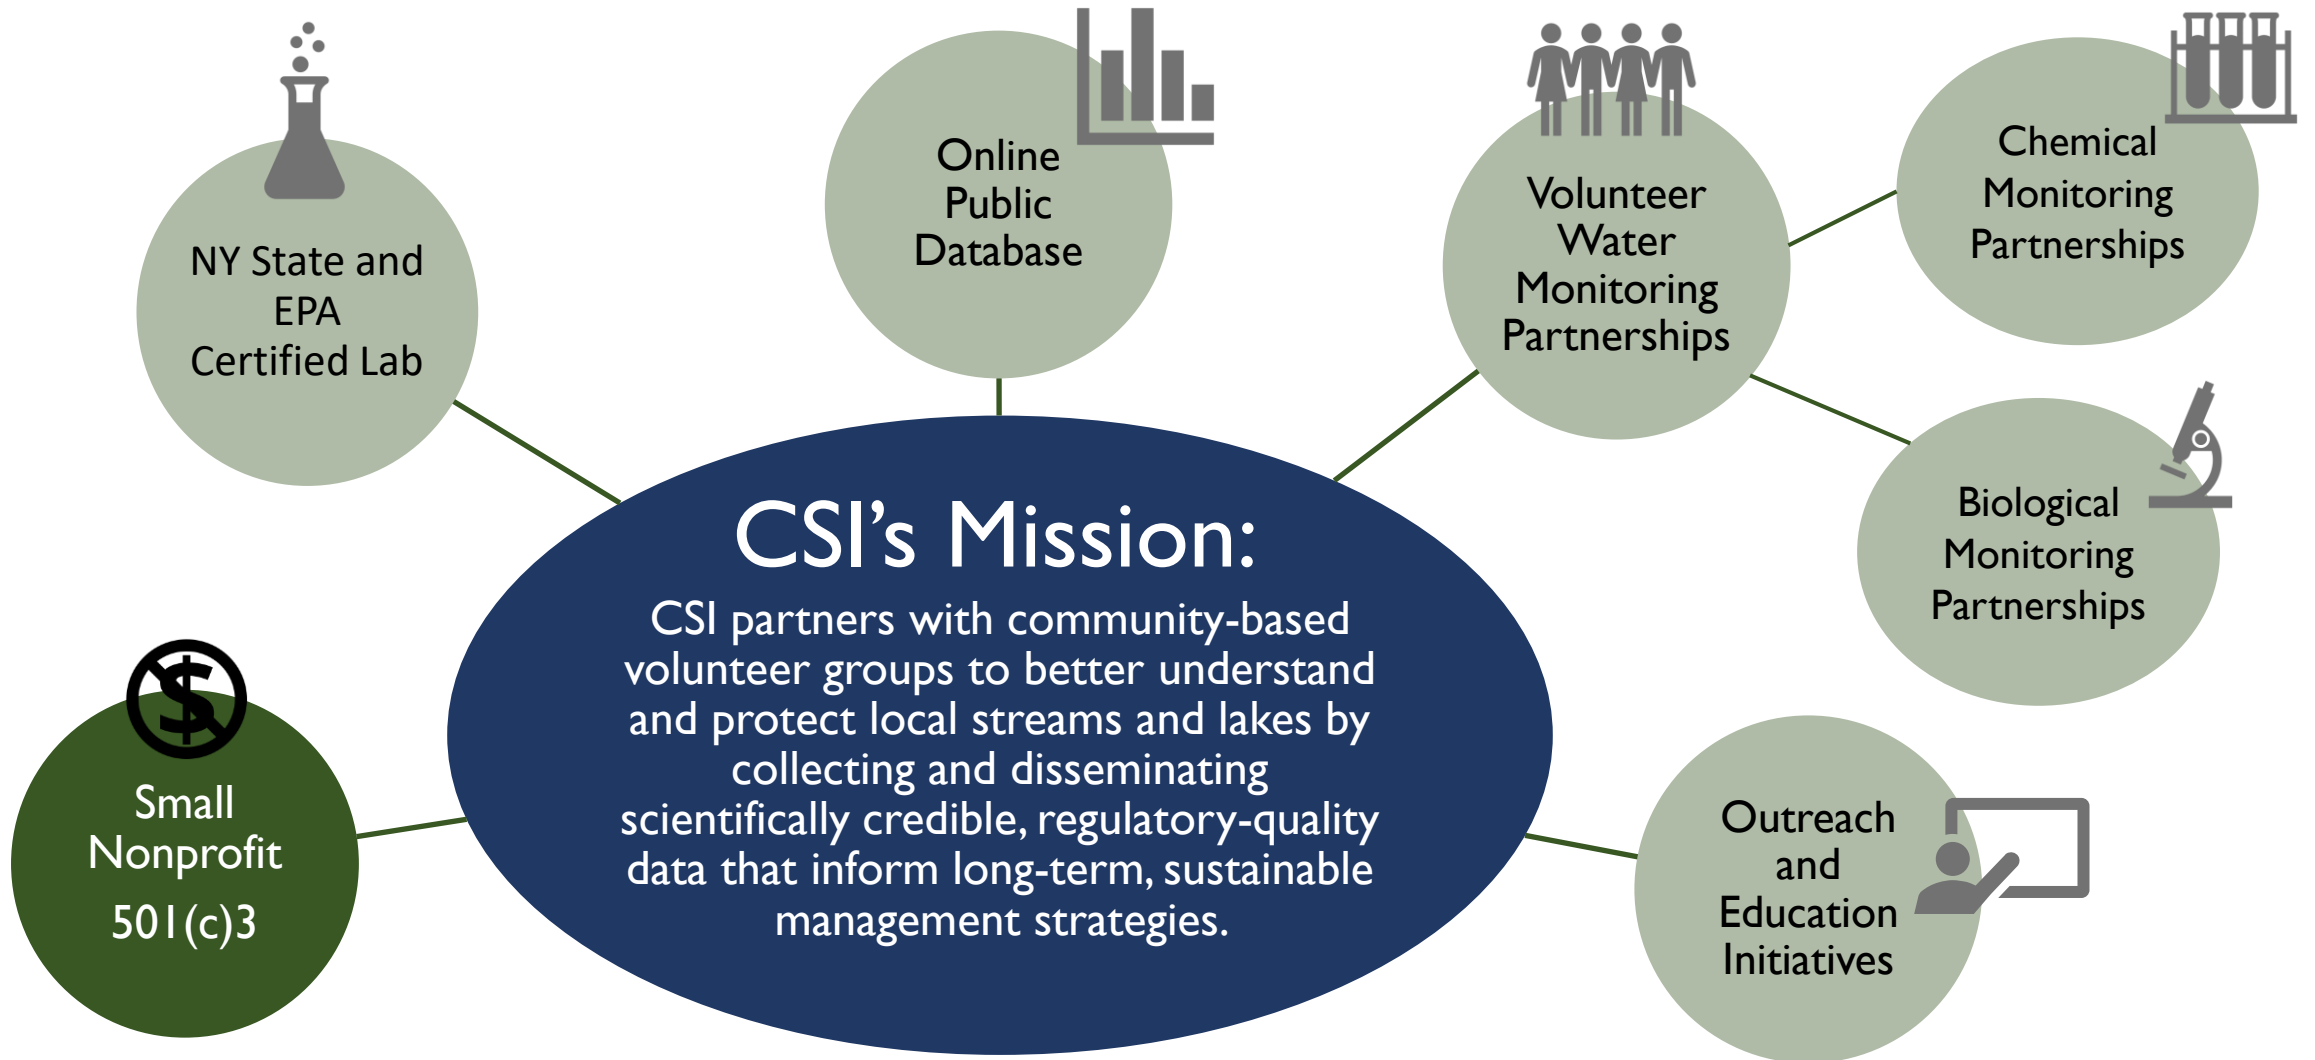 NY State and
EPA
Certified Lab
Online
Public
Database
Volunteer
Water
Monitoring
Partnerships
Chemical
Monitoring
Partnerships
Biological
Monitoring
Partnerships
CSI’s Mission:
CSI partners with community-based
volunteer groups to better understand
and protect local streams and lakes by
collecting and disseminating
scientifically credible, regulatory-quality
data that inform long-term, sustainable
management strategies.
Small
Nonprofit
501(c)3
Outreach
and
Education
Initiatives